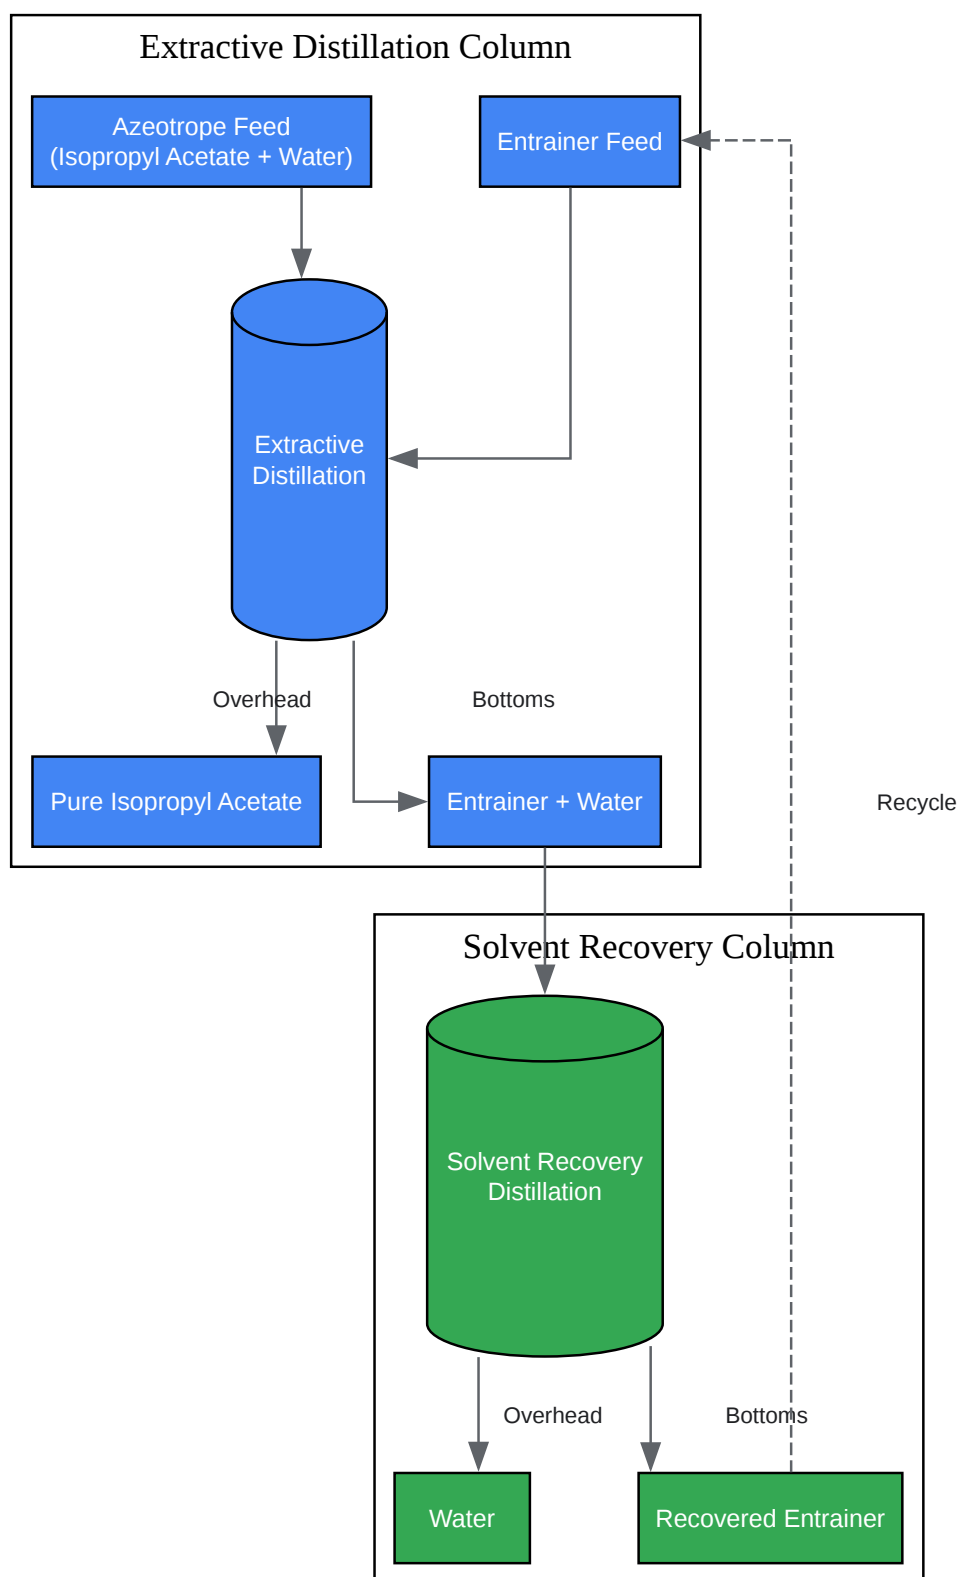 Extractive Distillation Column
Azeotrope Feed
(Isopropyl Acetate + Water)
Entrainer Feed
Extractive
Distillation
Overhead
Bottoms
Pure Isopropyl Acetate
Entrainer + Water
Recycle
Solvent Recovery Column
Solvent Recovery
Distillation
Overhead
Bottoms
Water
Recovered Entrainer